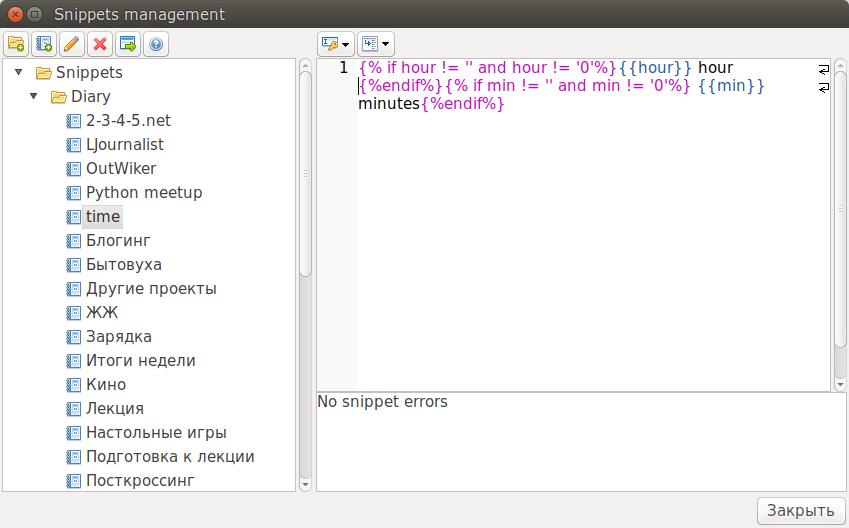 Snippets management
Snippets
Diary
2-3-4-5.net
LJournalist
OutWiker
Python meetup
time
Блогинг
Бытовуха
Другие проекты
ЖЖ
Зарядка
Итоги недели
Кино
Лекция
Настольные игры
Подготовка к лекции
Посткроссинг
1 {% if hour != '' and hour != '0'%}{{hour}} hour
{%endif%}{% if min != '' and min != '0'%} {{min}}
minutes{%endif%}
No snippet errors
Закрыть